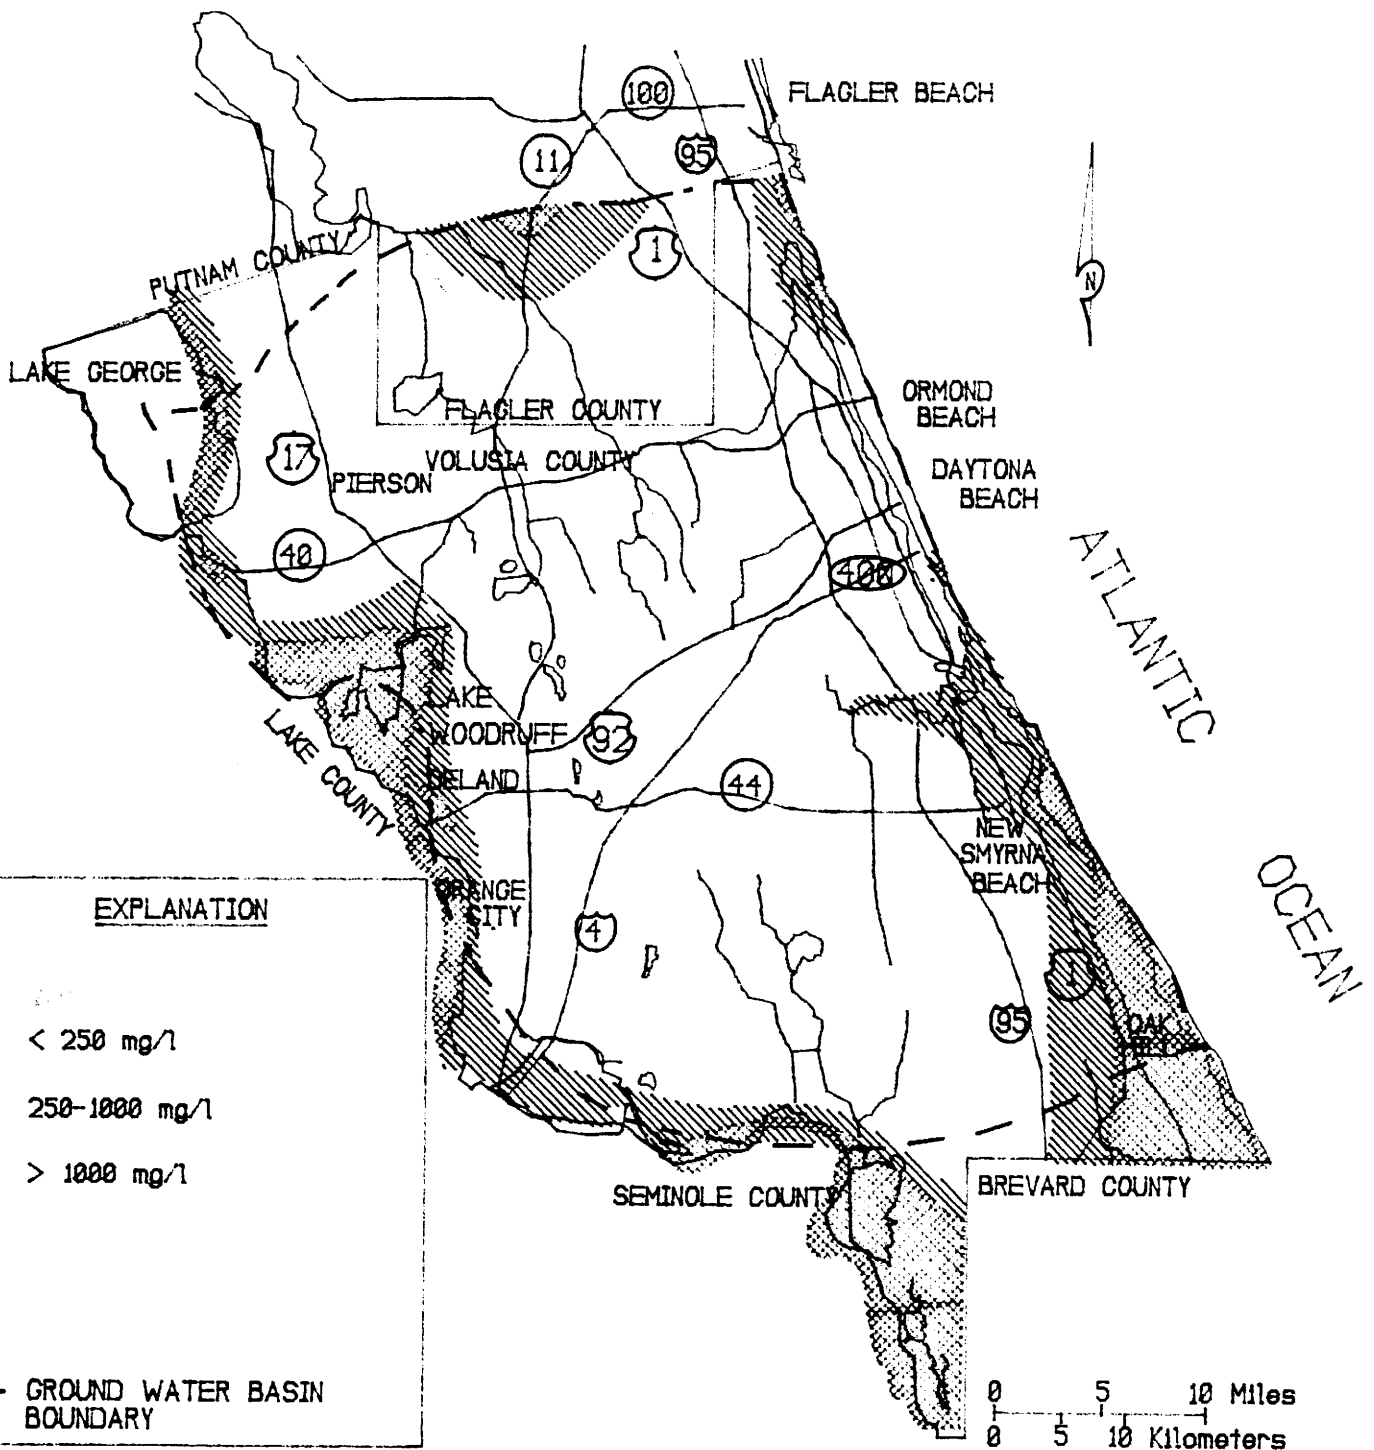 FLAGLER BEACH
100
11
95
1
PUTNAM COUNTY
N
LAKE GEORGE
FLAGLER COUNTY
ORMOND
BEACH
17
VOLUSIA COUNTY
PIERSON
DAYTONA
BEACH
40
400
ATLANTIC
OCEAN
LAKE
WOODRUFF
92
LAKE COUNTY
DELAND
44
NEW
SMYRNA
BEACH
ORANGE
CITY
4
1
95
OAK
EXPLANATION
< 250 mg/l
250-1000 mg/l
> 1000 mg/l
GROUND WATER BASIN
BOUNDARY
SEMINOLE COUNTY
BREVARD COUNTY
0 5 10 Miles
0 5 10 Kilometers